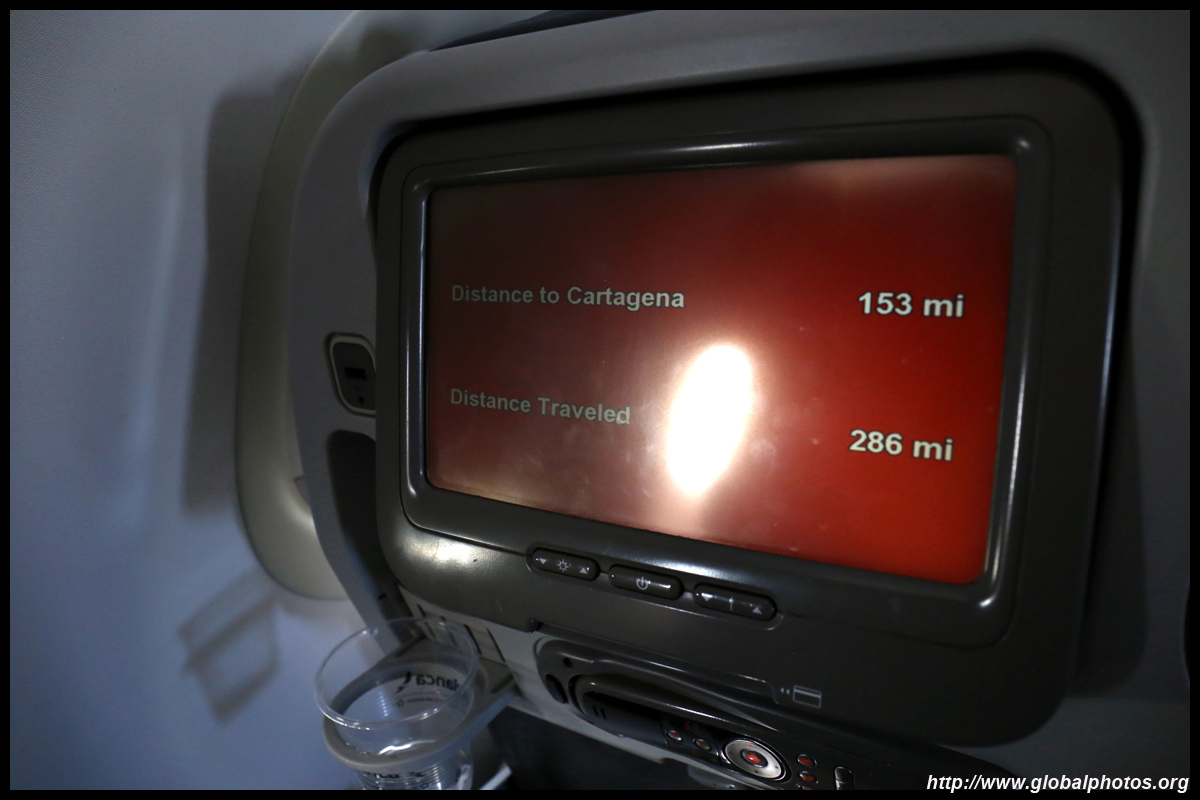 Distance to Cartagena 153 mi
Distance Traveled 286 mi
http://www.globalphotos.org